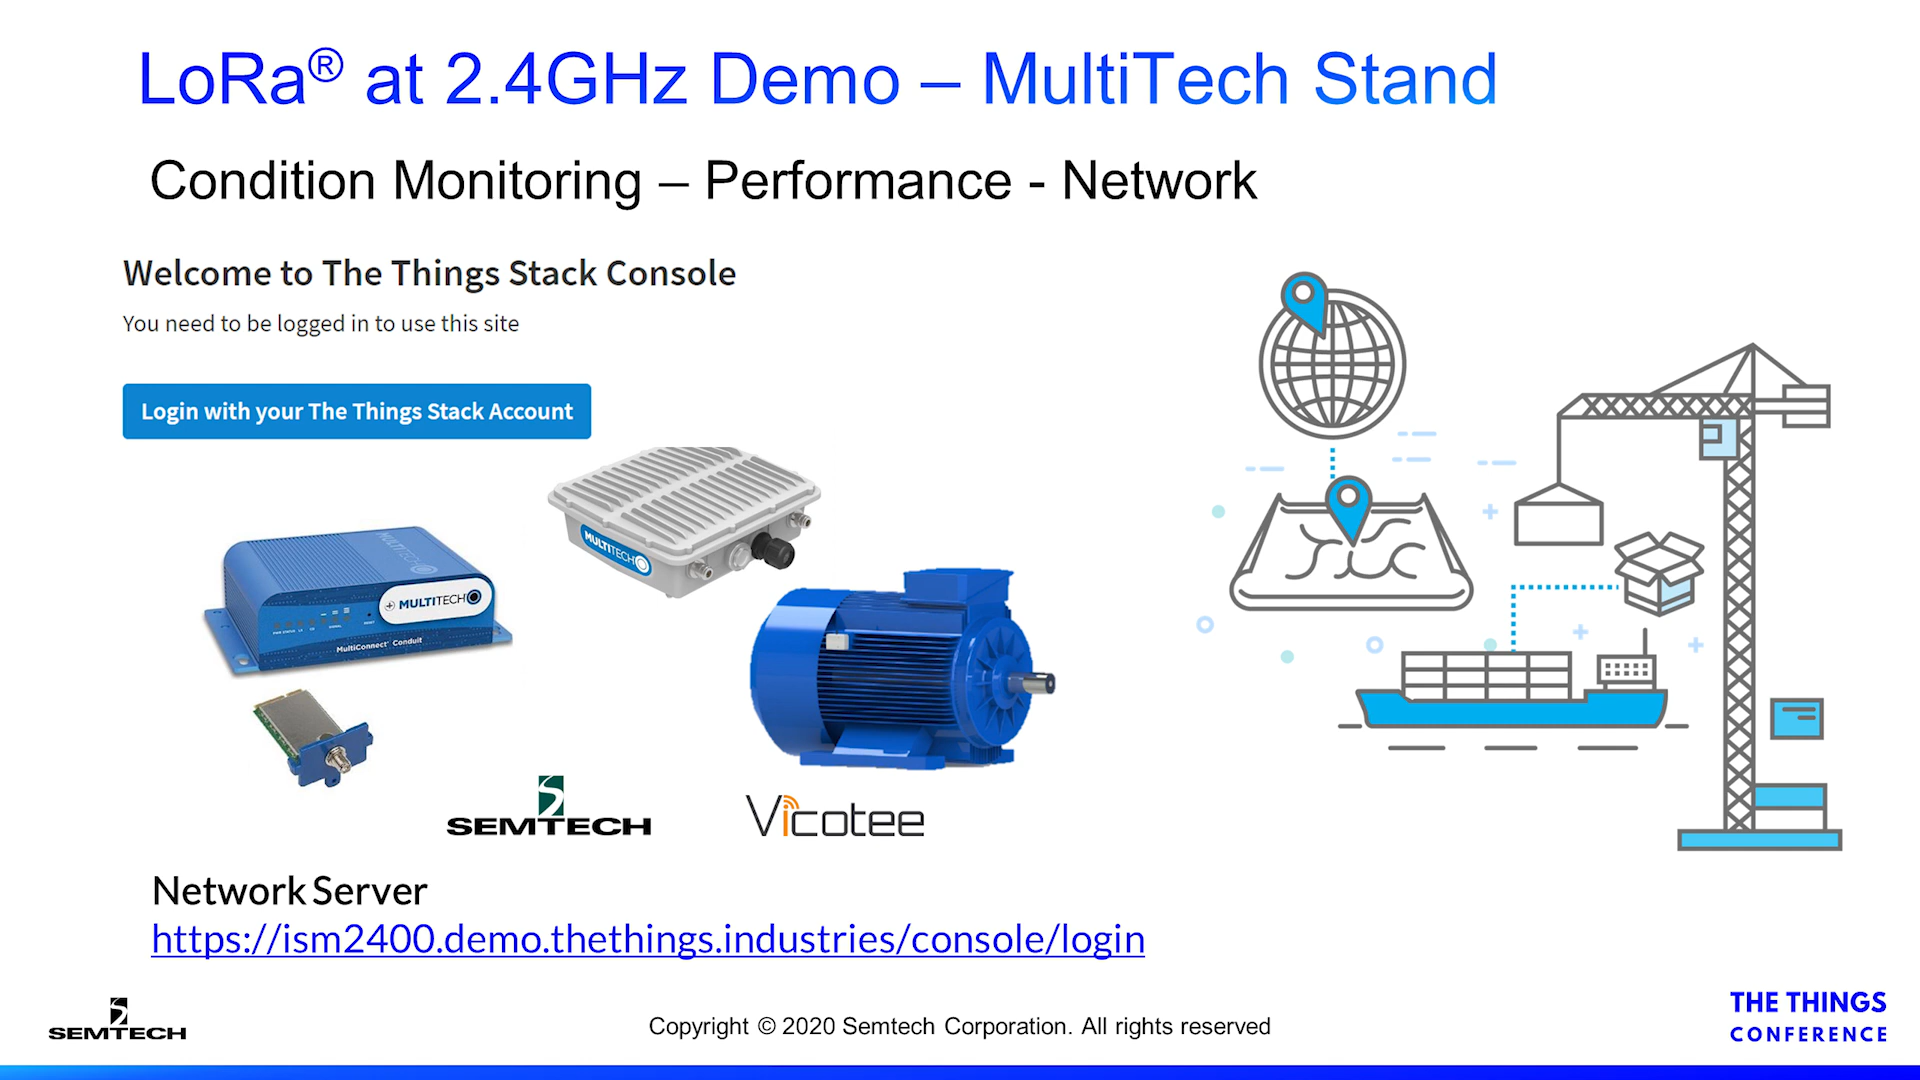 LoRa® at 2.4GHz Demo – MultiTech Stand
Condition Monitoring – Performance - Network
Welcome to The Things Stack Console
You need to be logged in to use this site
Login with your The Things Stack Account
MULTITECH
MULTITECH
MULTITECH
MultiConnect® Conduit
SEMTECH
Vicotee
Network Server
https://ism2400.demo.thethings.industries/console/login
SEMTECH
Copyright © 2020 Semtech Corporation. All rights reserved
THE THINGS
CONFERENCE